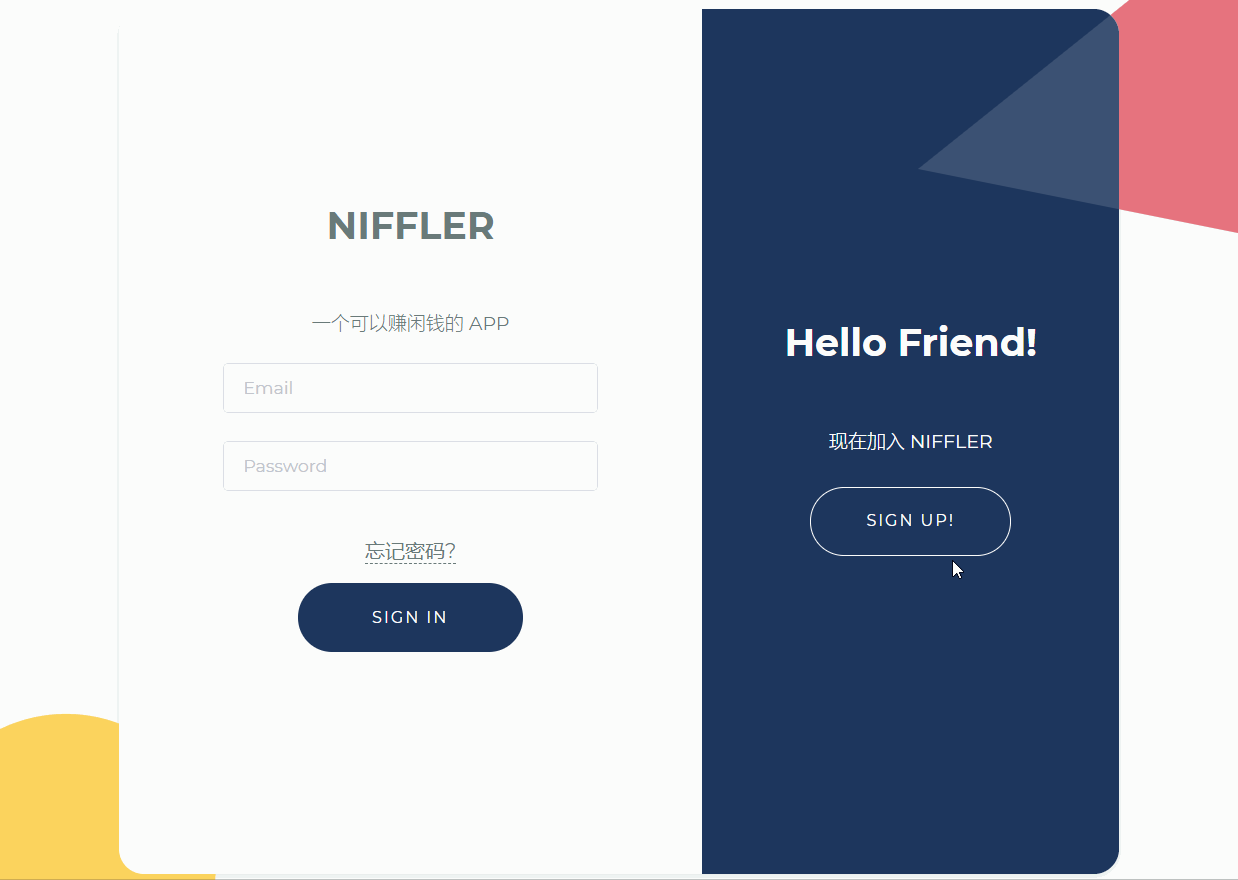 NIFFLER
一个可以赚闲钱的 APP
Email
Password
忘记密码?
SIGN IN
Hello Friend!
现在加入 NIFFLER
SIGN UP!